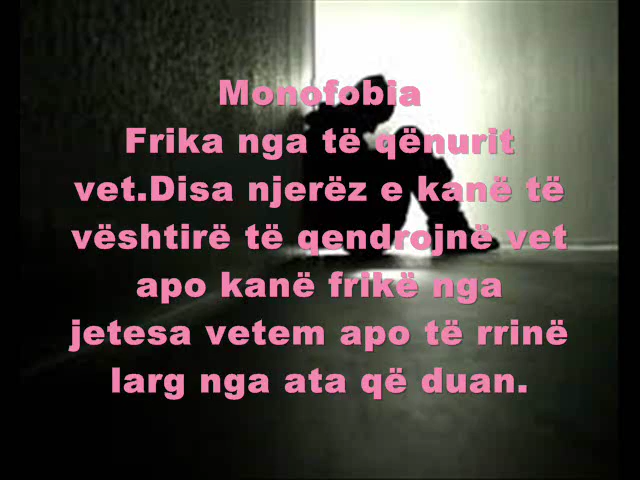 Monofobia
Frika nga të qënurit
vet.Disa njerëz e kanë të
vështirë të qendrojnë vet
apo kanë frikë nga
jetesa vetem apo të rrinë
larg nga ata që duan.